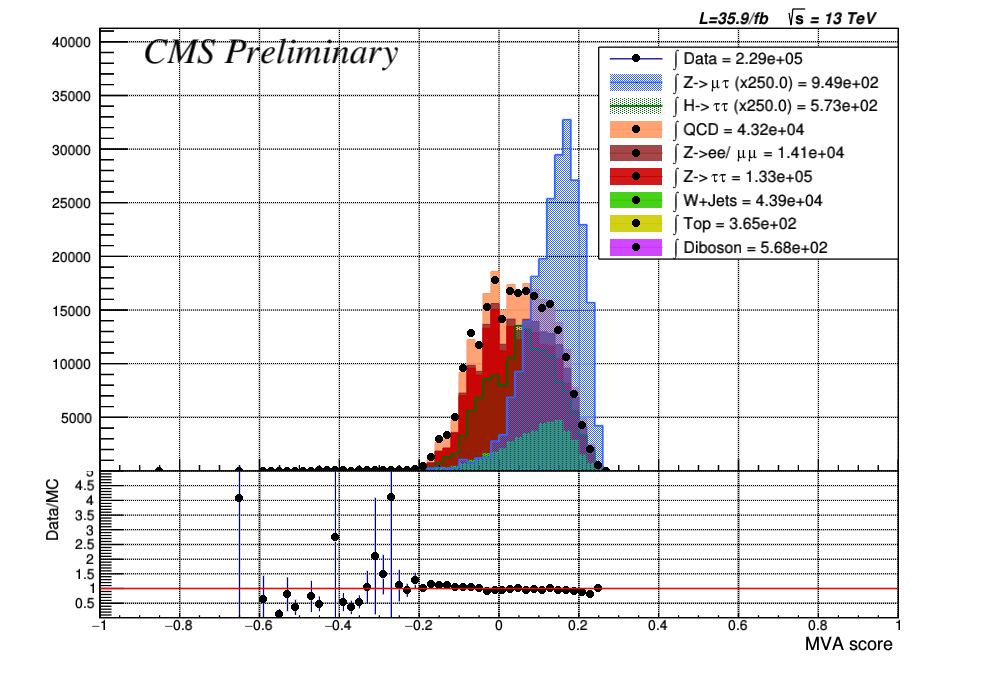 L=35.9/fb √s = 13 TeV
CMS Preliminary
40000
35000
30000
25000
20000
15000
10000
5000
∫ Data = 2.29e+05
∫ Z->μτ (x250.0) = 9.49e+02
∫ H->ττ (x250.0) = 5.73e+02
∫ QCD = 4.32e+04
∫ Z->ee/ μμ = 1.41e+04
∫ Z->ττ = 1.33e+05
∫ W+Jets = 4.39e+04
∫ Top = 3.65e+02
∫ Diboson = 5.68e+02
Data/MC
5
4.5
4
3.5
3
2.5
2
1.5
1
0.5
−1 −0.8 −0.6 −0.4 −0.2 0 0.2 0.4 0.6 0.8 1
MVA score